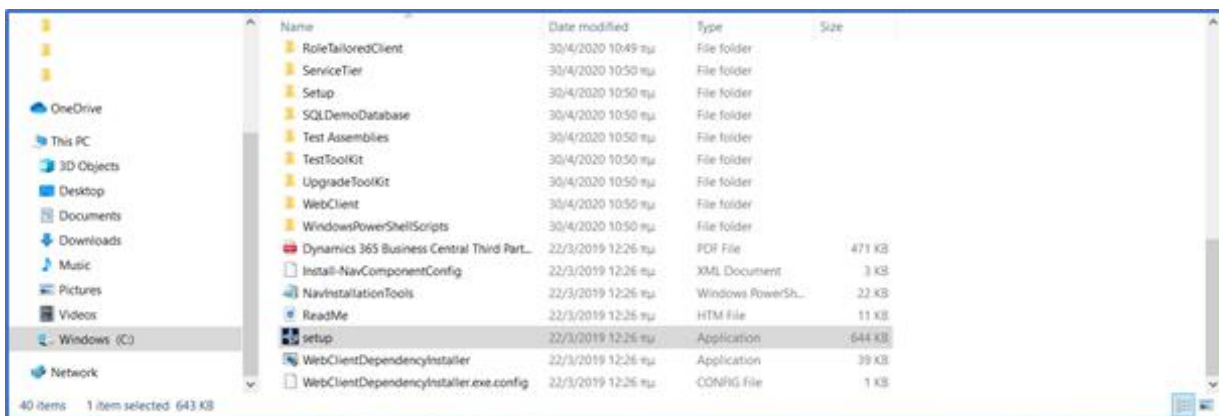 Name Date modified Type Size
RoleTailoredClient 30/4/2020 10:49 πμ File folder
ServiceTier 30/4/2020 10:50 πμ File folder
Setup 30/4/2020 10:50 πμ File folder
SQLDemoDatabase 30/4/2020 10:50 πμ File folder
Test Assemblies 30/4/2020 10:50 πμ File folder
TestToolKit 30/4/2020 10:50 πμ File folder
UpgradeToolKit 30/4/2020 10:50 πμ File folder
WebClient 30/4/2020 10:50 πμ File folder
WindowsPowerShellScripts 30/4/2020 10:50 πμ File folder
Dynamics 365 Business Central Third Part... 22/3/2019 12:26 πμ PDF File 471 KB
Install-NavComponentConfig 22/3/2019 12:26 πμ XML Document 3 KB
NavInstallationTools 22/3/2019 12:26 πμ Windows PowerSh... 22 KB
ReadMe 22/3/2019 12:26 πμ HTM File 11 KB
setup 22/3/2019 12:26 πμ Application 644 KB
WebClientDependencyInstaller 22/3/2019 12:26 πμ Application 39 KB
WebClientDependencyInstaller.exe.config 22/3/2019 12:26 πμ CONFIG File 1 KB
OneDrive
This PC
3D Objects
Desktop
Documents
Downloads
Music
Pictures
Videos
Windows (C:)
Network
40 items 1 item selected 643 KB